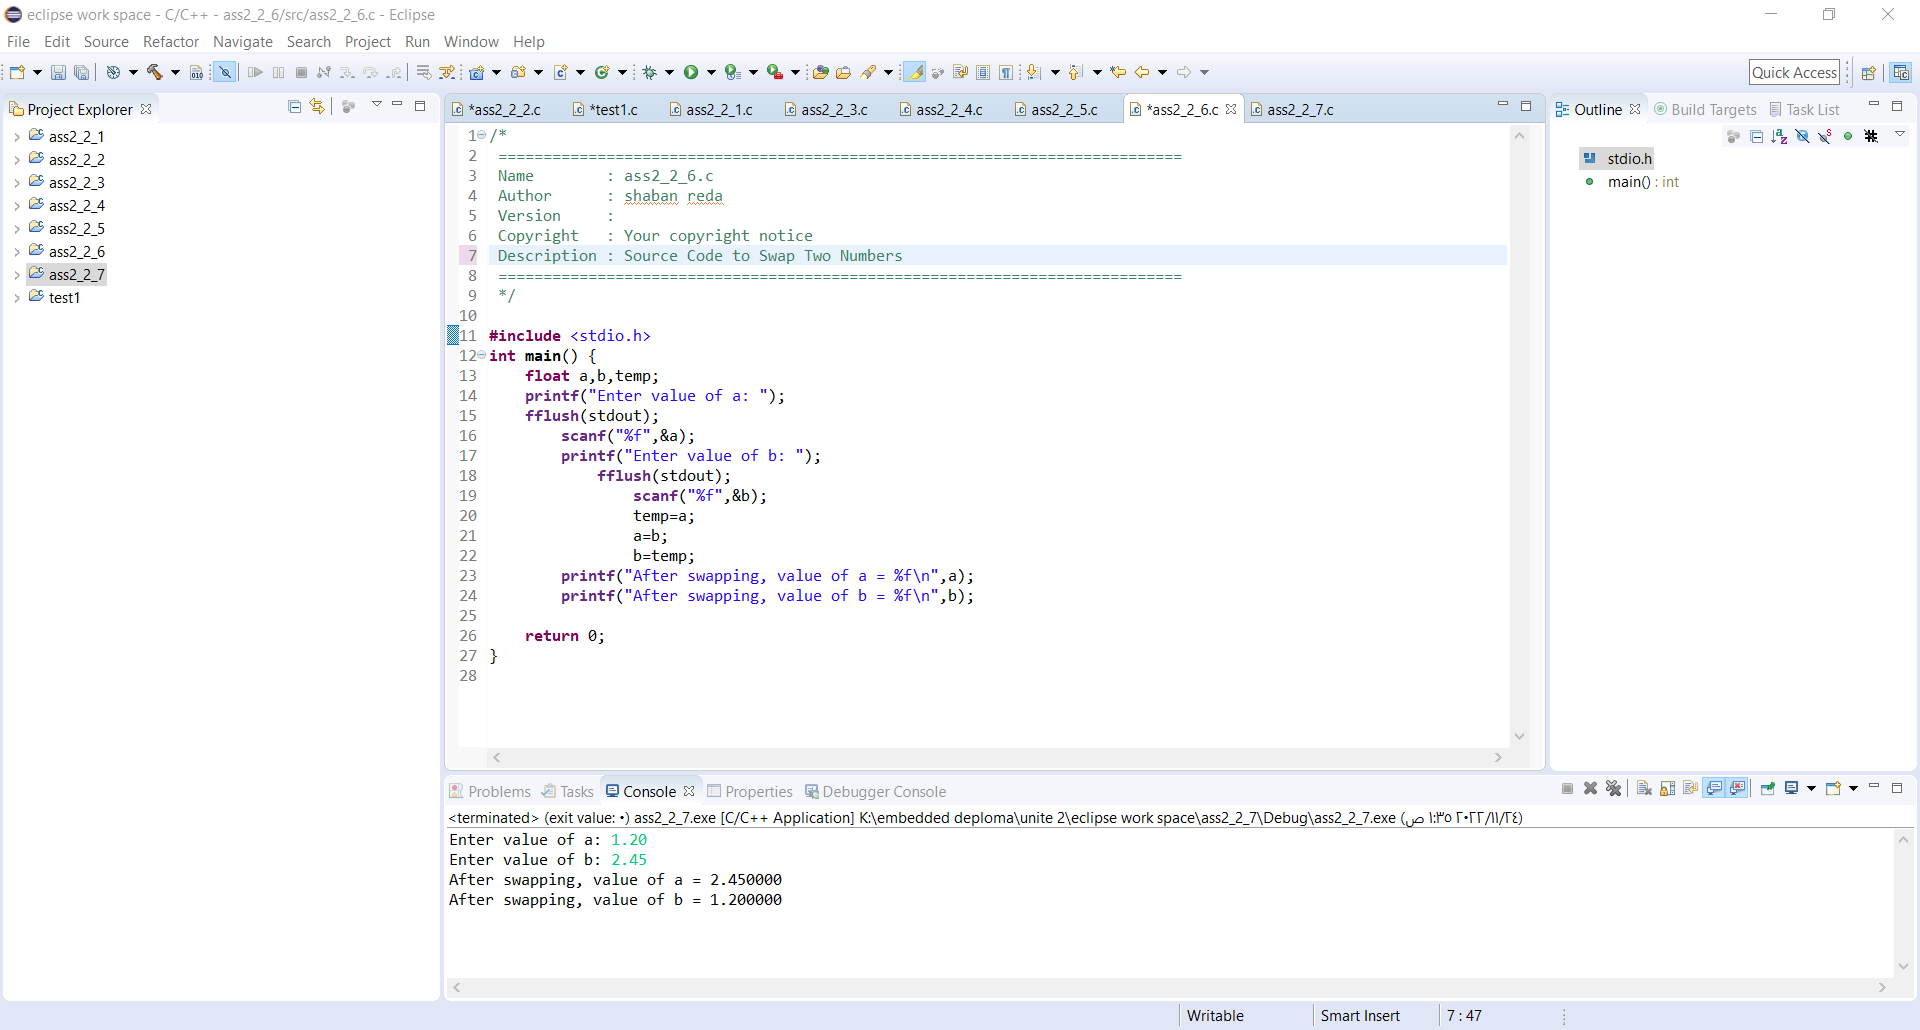 eclipse work space - C/C++ - ass2_2_6/src/ass2_2_6.c - Eclipse
File Edit Source Refactor Navigate Search Project Run Window Help
Quick Access
Project Explorer
ass2_2_1
ass2_2_2
ass2_2_3
ass2_2_4
ass2_2_5
ass2_2_6
ass2_2_7
test1
*ass2_2_2.c *test1.c ass2_2_1.c ass2_2_3.c ass2_2_4.c ass2_2_5.c *ass2_2_6.c ass2_2_7.c
1 /*
2 ============================================================================
3 Name : ass2_2_6.c
4 Author : shaban reda
5 Version :
6 Copyright : Your copyright notice
7 Description : Source Code to Swap Two Numbers
8 ============================================================================
9 */
10
11 #include <stdio.h>
12 int main() {
13 float a,b,temp;
14 printf("Enter value of a: ");
15 fflush(stdout);
16 scanf("%f",&a);
17 printf("Enter value of b: ");
18 fflush(stdout);
19 scanf("%f",&b);
20 temp=a;
21 a=b;
22 b=temp;
23 printf("After swapping, value of a = %f\n",a);
24 printf("After swapping, value of b = %f\n",b);
25
26 return 0;
27 }
28
Outline Build Targets Task List
stdio.h
main() : int
Problems Tasks Console Properties Debugger Console
<terminated> (exit value: ٠) ass2_2_7.exe [C/C++ Application] K:\embedded deploma\unite 2\eclipse work space\ass2_2_7\Debug\ass2_2_7.exe (٢٠٢٢/١١/٢٤ ١:٣٥ ص)
Enter value of a: 1.20
Enter value of b: 2.45
After swapping, value of a = 2.450000
After swapping, value of b = 1.200000
Writable Smart Insert 7 : 47